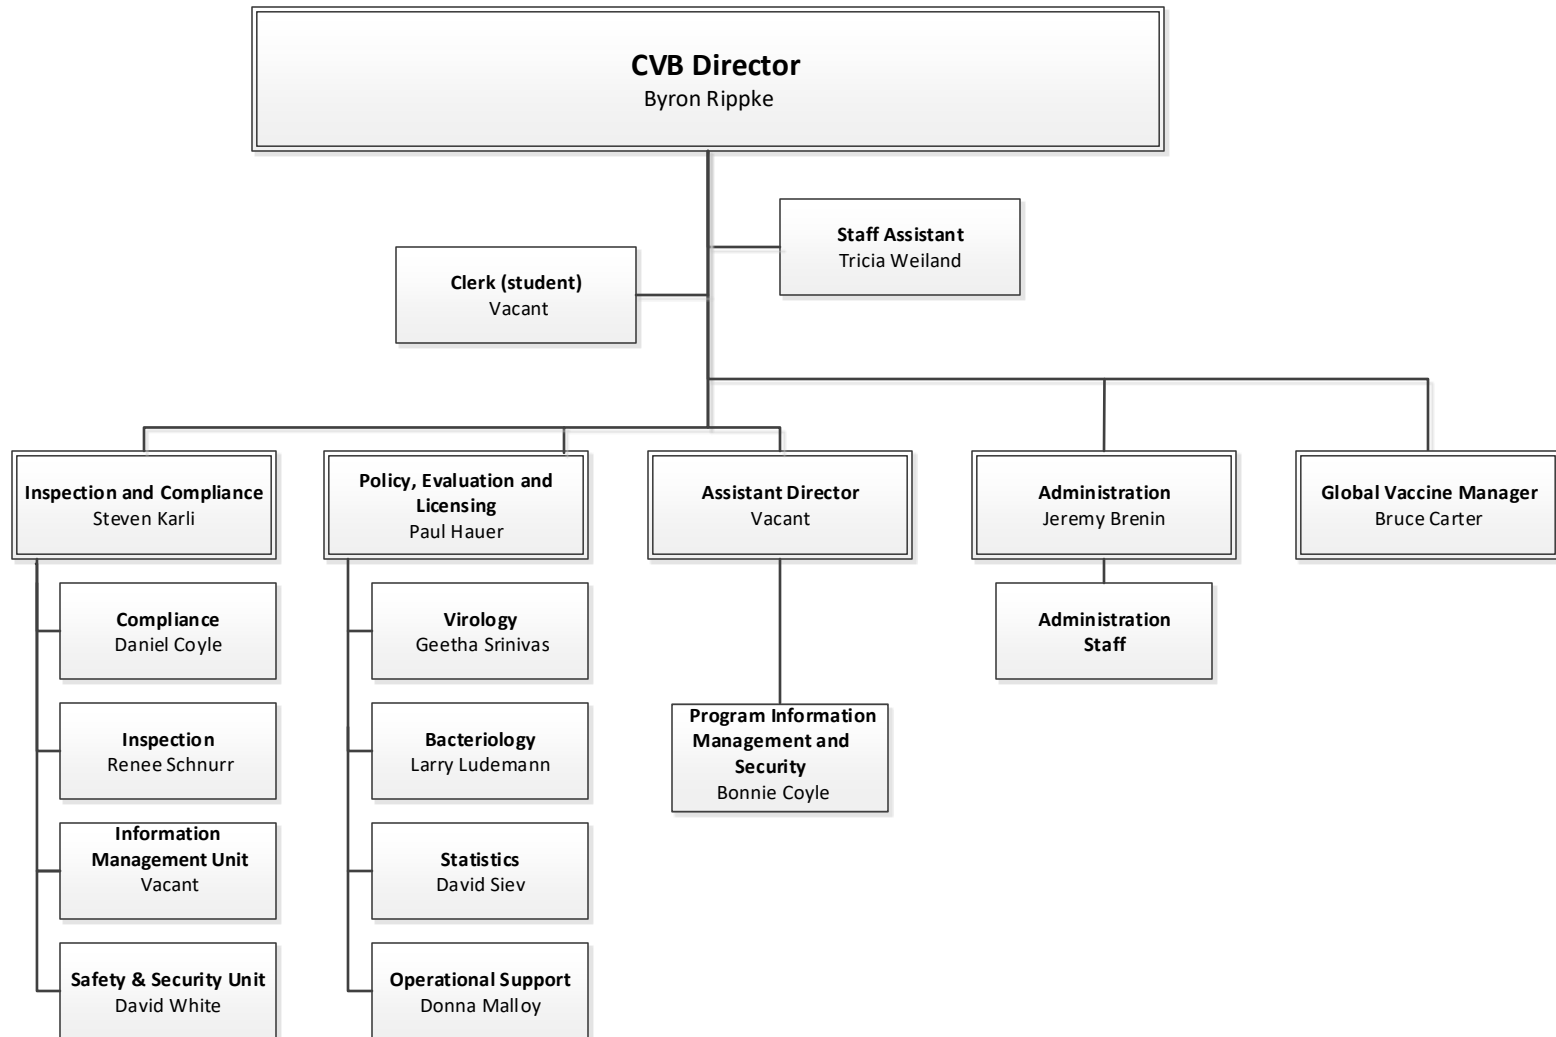 CVB Director
Byron Rippke
Staff Assistant
Tricia Weiland
Clerk (student)
Vacant
Inspection and Compliance
Steven Karli
Policy, Evaluation and
Licensing
Paul Hauer
Assistant Director
Vacant
Administration
Jeremy Brenin
Global Vaccine Manager
Bruce Carter
Compliance
Daniel Coyle
Inspection
Renee Schnurr
Information
Management Unit
Vacant
Safety & Security Unit
David White
Virology
Geetha Srinivas
Bacteriology
Larry Ludemann
Statistics
David Siev
Operational Support
Donna Malloy
Program Information
Management and
Security
Bonnie Coyle
Administration
Staff